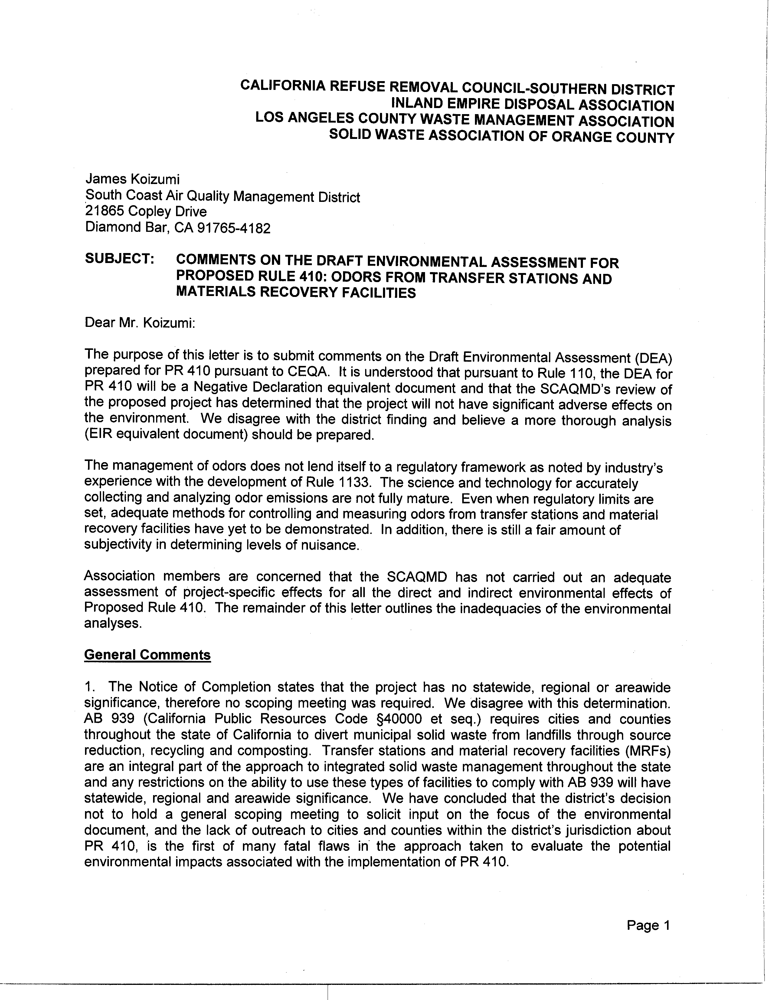 CALIFORNIA REFUSE REMOVAL COUNCIL-SOUTHERN DISTRICT
INLAND EMPIRE DISPOSAL ASSOCIATION
LOS ANGELES COUNTY WASTE MANAGEMENT ASSOCIATION
SOLID WASTE ASSOCIATION OF ORANGE COUNTY
James Koizumi
South Coast Air Quality Management District
21865 Copley Drive
Diamond Bar, CA 91765-4182
SUBJECT: COMMENTS ON THE DRAFT ENVIRONMENTAL ASSESSMENT FOR
PROPOSED RULE 410: ODORS FROM TRANSFER STATIONS AND
MATERIALS RECOVERY FACILITIES
Dear Mr. Koizumi:
The purpose of this letter is to submit comments on the Draft Environmental Assessment (DEA)
prepared for PR 410 pursuant to CEQA. It is understood that pursuant to Rule 110, the DEA for
PR 410 will be a Negative Declaration equivalent document and that the SCAQMD's review of
the proposed project has determined that the project will not have significant adverse effects on
the environment. We disagree with the district finding and believe a more thorough analysis
(EIR equivalent document) should be prepared.
The management of odors does not lend itself to a regulatory framework as noted by industry's
experience with the development of Rule 1133. The science and technology for accurately
collecting and analyzing odor emissions are not fully mature. Even when regulatory limits are
set, adequate methods for controlling and measuring odors from transfer stations and material
recovery facilities have yet to be demonstrated. In addition, there is still a fair amount of
subjectivity in determining levels of nuisance.
Association members are concerned that the SCAQMD has not carried out an adequate
assessment of project-specific effects for all the direct and indirect environmental effects of
Proposed Rule 410. The remainder of this letter outlines the inadequacies of the environmental
analyses.
General Comments
1. The Notice of Completion states that the project has no statewide, regional or areawide
significance, therefore no scoping meeting was required. We disagree with this determination.
AB 939 (California Public Resources Code §40000 et seq.) requires cities and counties
throughout the state of California to divert municipal solid waste from landfills through source
reduction, recycling and composting. Transfer stations and material recovery facilities (MRFs)
are an integral part of the approach to integrated solid waste management throughout the state
and any restrictions on the ability to use these types of facilities to comply with AB 939 will have
statewide, regional and areawide significance. We have concluded that the district's decision
not to hold a general scoping meeting to solicit input on the focus of the environmental
document, and the lack of outreach to cities and counties within the district's jurisdiction about
PR 410, is the first of many fatal flaws in the approach taken to evaluate the potential
environmental impacts associated with the implementation of PR 410.
Page 1